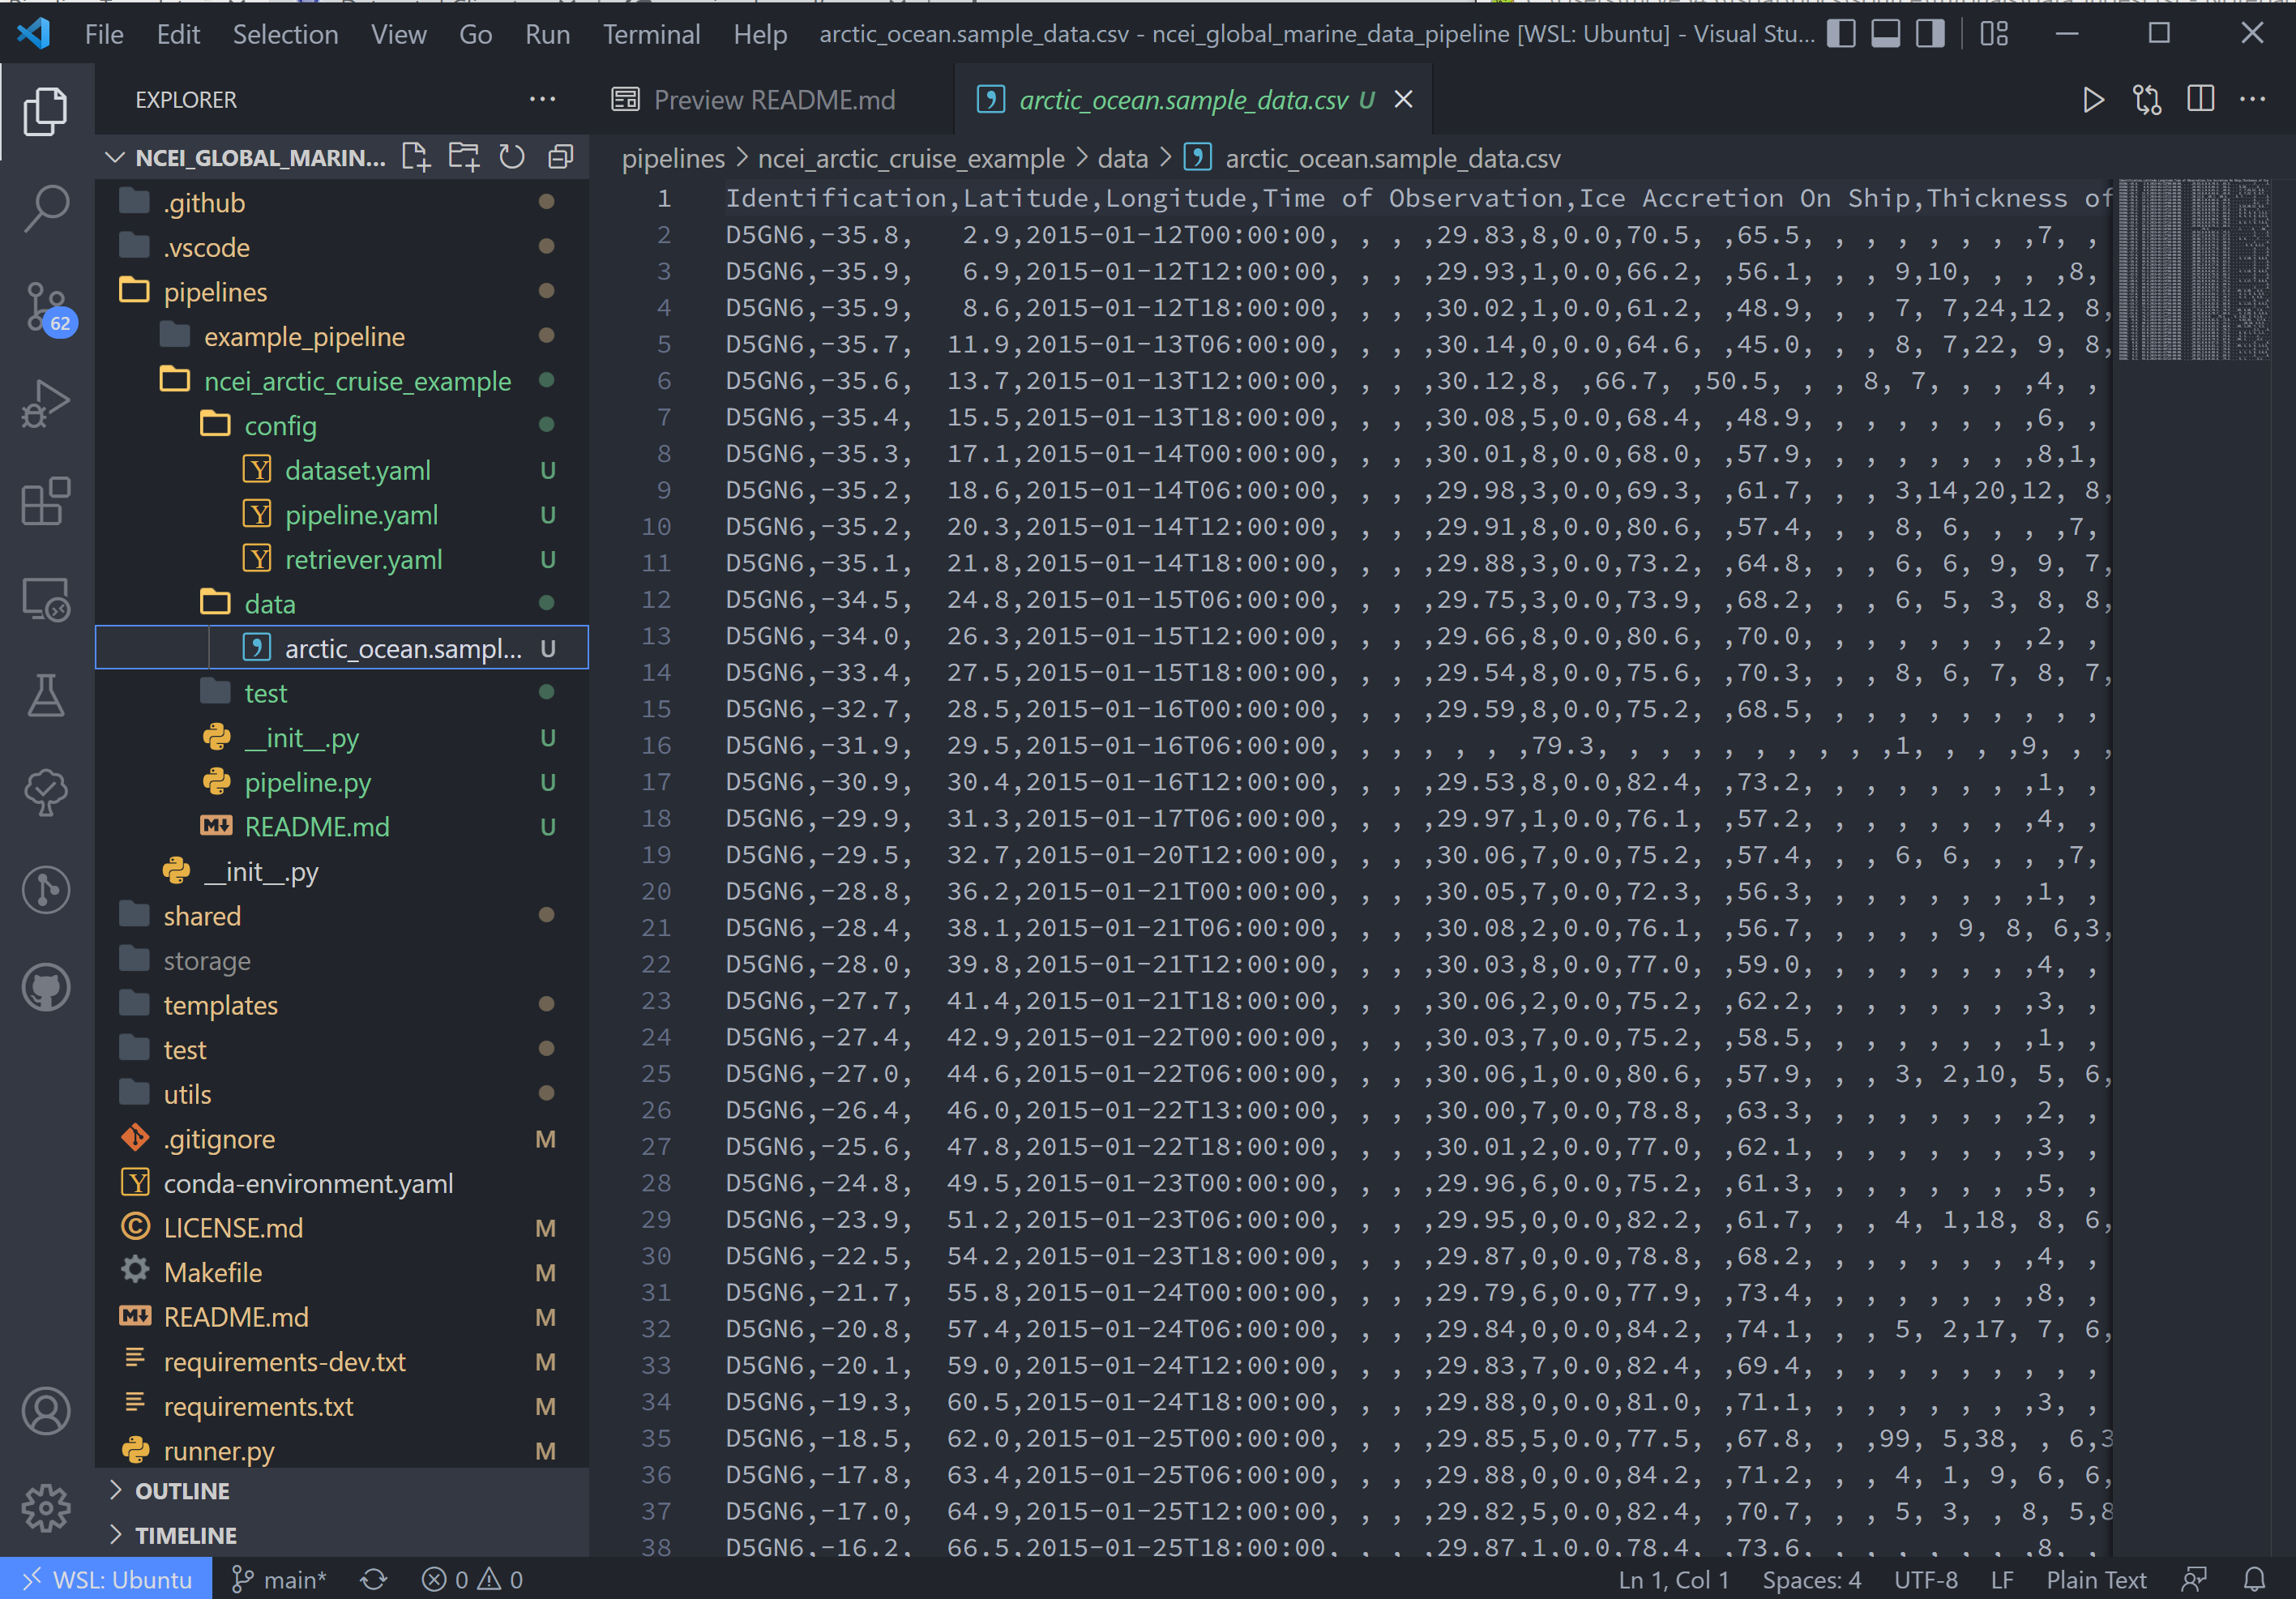 File Edit Selection View Go Run Terminal Help arctic_ocean.sample_data.csv - ncei_global_marine_data_pipeline [WSL: Ubuntu] - Visual Stu...
EXPLORER
NCEI_GLOBAL_MARIN...
.github
.vscode
pipelines
example_pipeline
ncei_arctic_cruise_example
config
dataset.yaml U
pipeline.yaml U
retriever.yaml U
data
arctic_ocean.sampl... U
test
__init__.py U
pipeline.py U
README.md U
__init__.py
shared
storage
templates
test
utils
.gitignore M
conda-environment.yaml
LICENSE.md M
Makefile M
README.md M
requirements-dev.txt M
requirements.txt M
runner.py M
OUTLINE
TIMELINE
62
Preview README.md
arctic_ocean.sample_data.csv U
pipelines > ncei_arctic_cruise_example > data > arctic_ocean.sample_data.csv
1 Identification,Latitude,Longitude,Time of Observation,Ice Accretion On Ship,Thickness of
2 D5GN6,-35.8,   2.9,2015-01-12T00:00:00, , , ,29.83,8,0.0,70.5, ,65.5, , , , , , , ,7, ,
3 D5GN6,-35.9,   6.9,2015-01-12T12:00:00, , , ,29.93,1,0.0,66.2, ,56.1, , , 9,10, , , ,8,
4 D5GN6,-35.9,   8.6,2015-01-12T18:00:00, , , ,30.02,1,0.0,61.2, ,48.9, , , 7, 7,24,12, 8,
5 D5GN6,-35.7,  11.9,2015-01-13T06:00:00, , , ,30.14,0,0.0,64.6, ,45.0, , , 8, 7,22, 9, 8,
6 D5GN6,-35.6,  13.7,2015-01-13T12:00:00, , , ,30.12,8, ,66.7, ,50.5, , , 8, 7, , , ,4, ,
7 D5GN6,-35.4,  15.5,2015-01-13T18:00:00, , , ,30.08,5,0.0,68.4, ,48.9, , , , , , , ,6, ,
8 D5GN6,-35.3,  17.1,2015-01-14T00:00:00, , , ,30.01,8,0.0,68.0, ,57.9, , , , , , , ,8,1,
9 D5GN6,-35.2,  18.6,2015-01-14T06:00:00, , , ,29.98,3,0.0,69.3, ,61.7, , , 3,14,20,12, 8,
10 D5GN6,-35.2,  20.3,2015-01-14T12:00:00, , , ,29.91,8,0.0,80.6, ,57.4, , , 8, 6, , , ,7,
11 D5GN6,-35.1,  21.8,2015-01-14T18:00:00, , , ,29.88,3,0.0,73.2, ,64.8, , , 6, 6, 9, 9, 7,
12 D5GN6,-34.5,  24.8,2015-01-15T06:00:00, , , ,29.75,3,0.0,73.9, ,68.2, , , 6, 5, 3, 8, 8,
13 D5GN6,-34.0,  26.3,2015-01-15T12:00:00, , , ,29.66,8,0.0,80.6, ,70.0, , , , , , , ,2, ,
14 D5GN6,-33.4,  27.5,2015-01-15T18:00:00, , , ,29.54,8,0.0,75.6, ,70.3, , , 8, 6, 7, 8, 7,
15 D5GN6,-32.7,  28.5,2015-01-16T00:00:00, , , ,29.59,8,0.0,75.2, ,68.5, , , , , , , , , ,
16 D5GN6,-31.9,  29.5,2015-01-16T06:00:00, , , , , , ,79.3, , , , , , , , ,1, , , ,9, , ,
17 D5GN6,-30.9,  30.4,2015-01-16T12:00:00, , , ,29.53,8,0.0,82.4, ,73.2, , , , , , , ,1, ,
18 D5GN6,-29.9,  31.3,2015-01-17T06:00:00, , , ,29.97,1,0.0,76.1, ,57.2, , , , , , , ,4, ,
19 D5GN6,-29.5,  32.7,2015-01-20T12:00:00, , , ,30.06,7,0.0,75.2, ,57.4, , , 6, 6, , , ,7,
20 D5GN6,-28.8,  36.2,2015-01-21T00:00:00, , , ,30.05,7,0.0,72.3, ,56.3, , , , , , , ,1, ,
21 D5GN6,-28.4,  38.1,2015-01-21T06:00:00, , , ,30.08,2,0.0,76.1, ,56.7, , , , , 9, 8, 6,3,
22 D5GN6,-28.0,  39.8,2015-01-21T12:00:00, , , ,30.03,8,0.0,77.0, ,59.0, , , , , , , ,4, ,
23 D5GN6,-27.7,  41.4,2015-01-21T18:00:00, , , ,30.06,2,0.0,75.2, ,62.2, , , , , , , ,3, ,
24 D5GN6,-27.4,  42.9,2015-01-22T00:00:00, , , ,30.03,7,0.0,75.2, ,58.5, , , , , , , ,1, ,
25 D5GN6,-27.0,  44.6,2015-01-22T06:00:00, , , ,30.06,1,0.0,80.6, ,57.9, , , 3, 2,10, 5, 6,
26 D5GN6,-26.4,  46.0,2015-01-22T13:00:00, , , ,30.00,7,0.0,78.8, ,63.3, , , , , , , ,2, ,
27 D5GN6,-25.6,  47.8,2015-01-22T18:00:00, , , ,30.01,2,0.0,77.0, ,62.1, , , , , , , ,3, ,
28 D5GN6,-24.8,  49.5,2015-01-23T00:00:00, , , ,29.96,6,0.0,75.2, ,61.3, , , , , , , ,5, ,
29 D5GN6,-23.9,  51.2,2015-01-23T06:00:00, , , ,29.95,0,0.0,82.2, ,61.7, , , 4, 1,18, 8, 6,
30 D5GN6,-22.5,  54.2,2015-01-23T18:00:00, , , ,29.87,0,0.0,78.8, ,68.2, , , , , , , ,4, ,
31 D5GN6,-21.7,  55.8,2015-01-24T00:00:00, , , ,29.79,6,0.0,77.9, ,73.4, , , , , , , ,8, ,
32 D5GN6,-20.8,  57.4,2015-01-24T06:00:00, , , ,29.84,0,0.0,84.2, ,74.1, , , 5, 2,17, 7, 6,
33 D5GN6,-20.1,  59.0,2015-01-24T12:00:00, , , ,29.83,7,0.0,82.4, ,69.4, , , , , , , , , ,
34 D5GN6,-19.3,  60.5,2015-01-24T18:00:00, , , ,29.88,0,0.0,81.0, ,71.1, , , , , , , ,3, ,
35 D5GN6,-18.5,  62.0,2015-01-25T00:00:00, , , ,29.85,5,0.0,77.5, ,67.8, , ,99, 5,38, , 6,3
36 D5GN6,-17.8,  63.4,2015-01-25T06:00:00, , , ,29.88,0,0.0,84.2, ,71.2, , , 4, 1, 9, 6, 6,
37 D5GN6,-17.0,  64.9,2015-01-25T12:00:00, , , ,29.82,5,0.0,82.4, ,70.7, , , 5, 3, , 8, 5,8
38 D5GN6,-16.2,  66.5,2015-01-25T18:00:00, , , ,29.87,1,0.0,78.4, ,73.6, , , , , , , ,8, ,
WSL: Ubuntu main* 0 0 Ln 1, Col 1 Spaces: 4 UTF-8 LF Plain Text